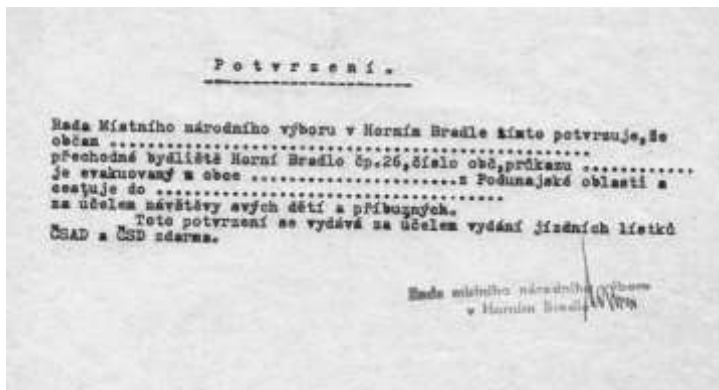 Potvrzení.
Rada Místního národního výboru v Horním Bradle tímto potvrzuje,že
občan ...................................................
přechodné bydliště Horní Bradlo čp.26,číslo obč,průkazu ............
je evakuovaný z obce ......................z Podunajské oblasti a
cestuje do .....................................
za účelem návštěvy svých dětí a příbuzných.
Toto potvrzení se vydává za účelem vydání jízdních lístků
ČSAD a ČSD zdarma.
Rada místního národního výboru
v Horním Bradle